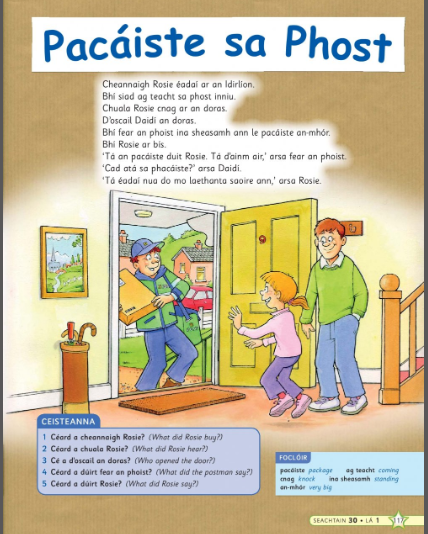 Pacáiste sa Phost
Cheannaigh Rosie éadaí ar an Idirlíon.
Bhí siad ag teacht sa phost inniu.
Chuala Rosie cnag ar an doras.
D'oscail Daidí an doras.
Bhí fear an phoist ina sheasamh ann le pacáiste an-mhór.
Bhí Rosie ar bís.
'Tá an pacáiste duit Rosie. Tá d'ainm air,' arsa fear an phoist.
'Cad atá sa phacáiste?' arsa Daidí.
'Tá éadaí nua do mo laethanta saoire ann,' arsa Rosie.
CEISTEANNA
1 Céard a cheannaigh Rosie? (What did Rosie buy?)
2 Céard a chuala Rosie? (What did Rosie hear?)
3 Cé a d'oscail an doras? (Who opened the door?)
4 Céard a dúirt fear an phoist? (What did the postman say?)
5 Céard a dúirt Rosie? (What did Rosie say?)
FOCLÓIR
pacáiste package ag teacht coming
cnag knock ina sheasamh standing
an-mhór very big
SEACHTAIN 30 • LÁ 1 17